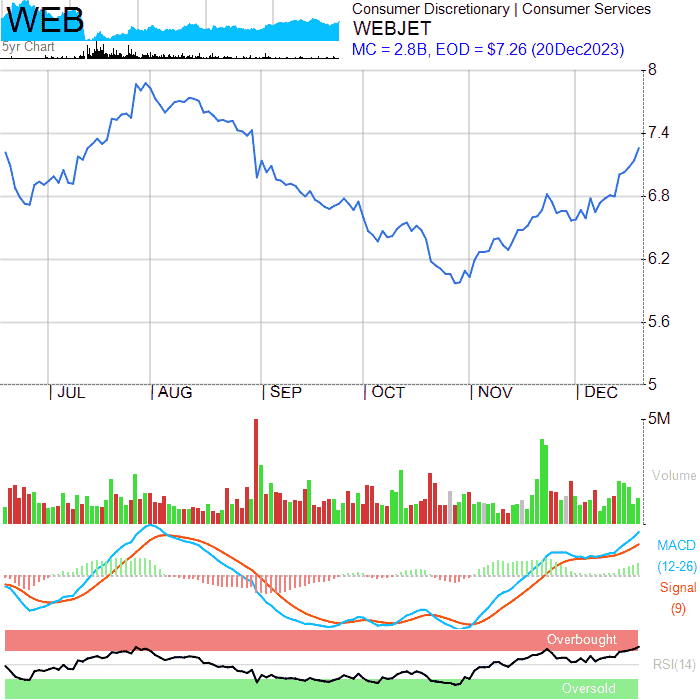 WEB
5yr Chart
Consumer Discretionary | Consumer Services
WEBJET
MC = 2.8B, EOD = $7.26 (20Dec2023)
8
7.4
6.8
6.2
5.6
5
| JUL | AUG | SEP | OCT | NOV | DEC
5M
Volume
MACD
(12-26)
Signal
(9)
Overbought
RSI(14)
Oversold